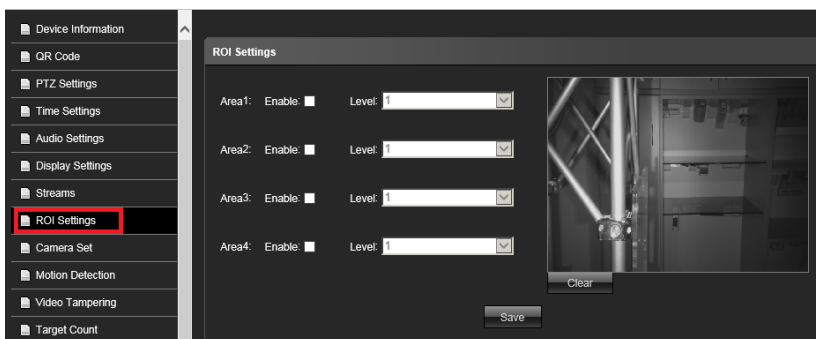 Device Information
QR Code
PTZ Settings
Time Settings
Audio Settings
Display Settings
Streams
ROI Settings
Camera Set
Motion Detection
Video Tampering
Target Count
ROI Settings
Area1: Enable: Level: 1
Area2: Enable: Level: 1
Area3: Enable: Level: 1
Area4: Enable: Level: 1
Clear
Save